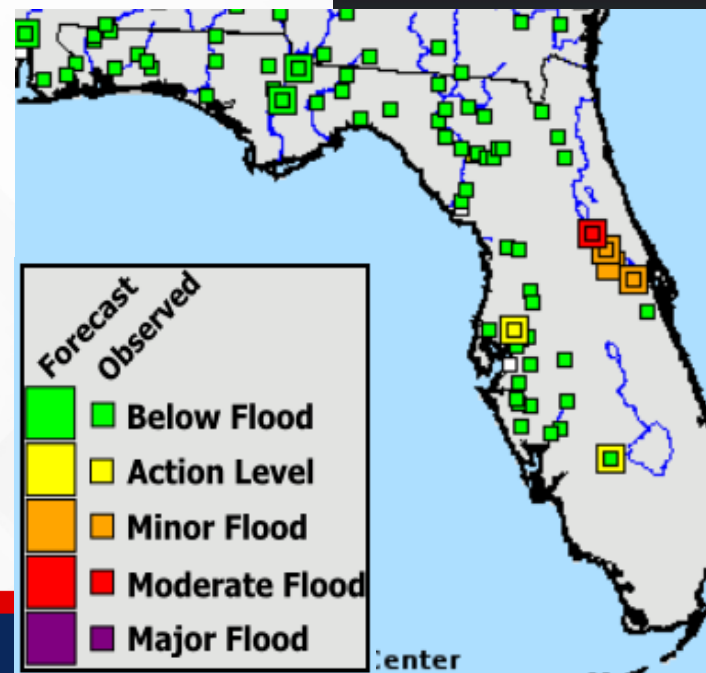 Forecast
Observed
Below Flood
Action Level
Minor Flood
Moderate Flood
Major Flood
Center